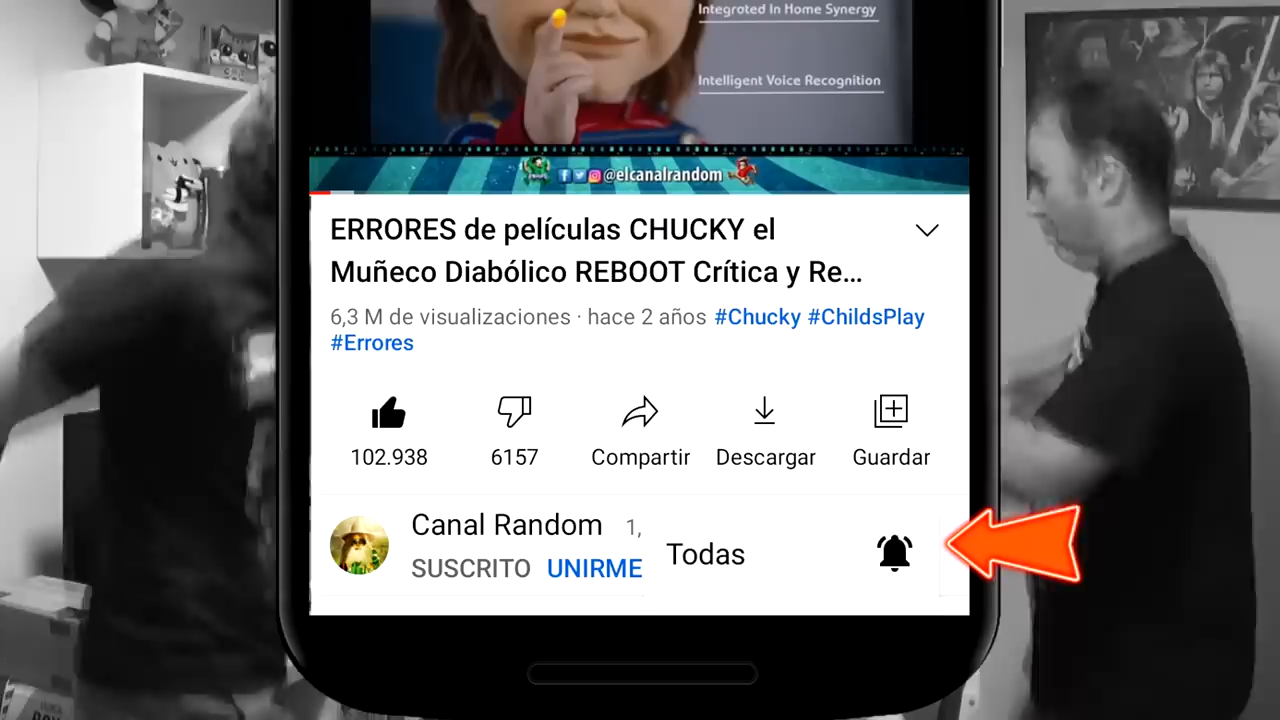 Integrated In Home Synergy
Intelligent Voice Recognition
@elcanalrandom
ERRORES de películas CHUCKY el
Muñeco Diabólico REBOOT Crítica y Re...
6,3 M de visualizaciones · hace 2 años #Chucky #ChildsPlay
#Errores
102.938
6157
Compartir
Descargar
Guardar
Canal Random 1,
SUSCRITO UNIRME
Todas